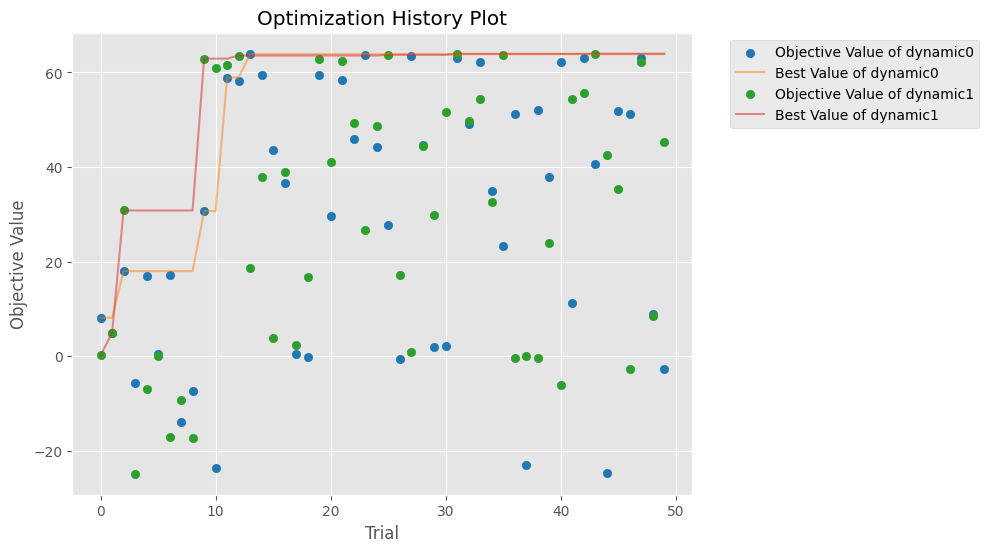 Optimization History Plot
Objective Value of dynamic0
Best Value of dynamic0
Objective Value of dynamic1
Best Value of dynamic1
Objective Value
60
40
20
0
−20
0 10 20 30 40 50
Trial